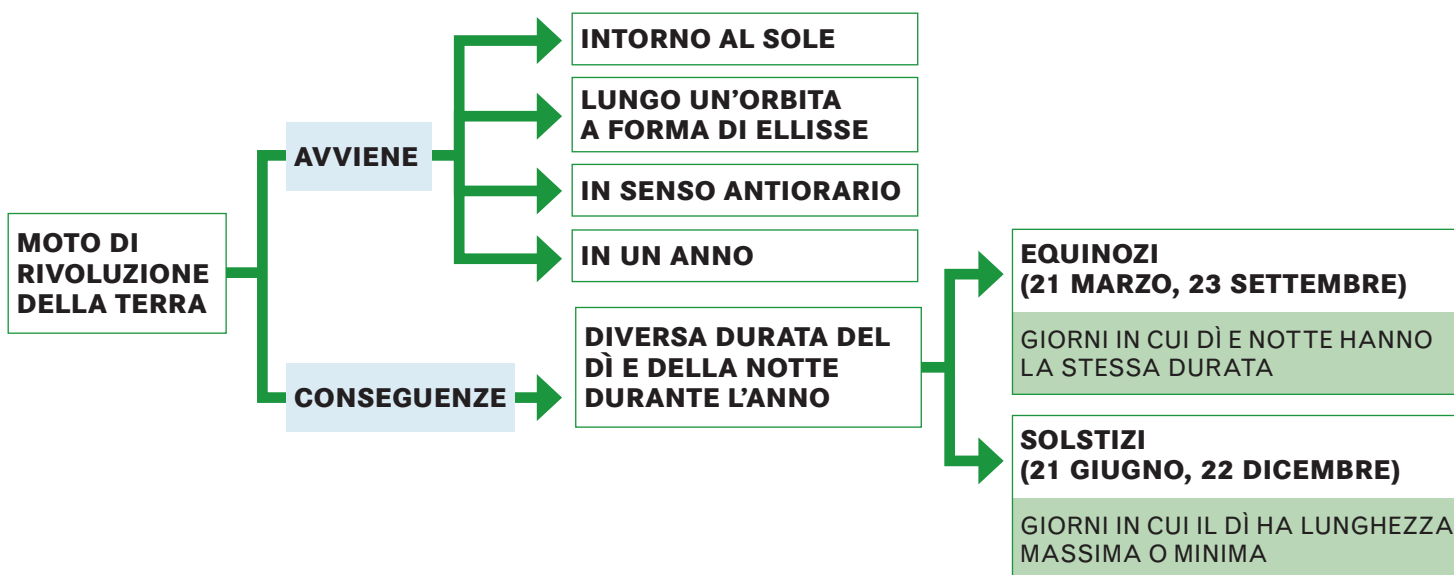 MOTO DI
RIVOLUZIONE
DELLA TERRA
AVVIENE
INTORNO AL SOLE
LUNGO UN’ORBITA
A FORMA DI ELLISSE
IN SENSO ANTIORARIO
IN UN ANNO
CONSEGUENZE
DIVERSA DURATA DEL
DÌ E DELLA NOTTE
DURANTE L’ANNO
EQUINOZI
(21 MARZO, 23 SETTEMBRE)
GIORNI IN CUI DÌ E NOTTE HANNO
LA STESSA DURATA
SOLSTIZI
(21 GIUGNO, 22 DICEMBRE)
GIORNI IN CUI IL DÌ HA LUNGHEZZA
MASSIMA O MINIMA